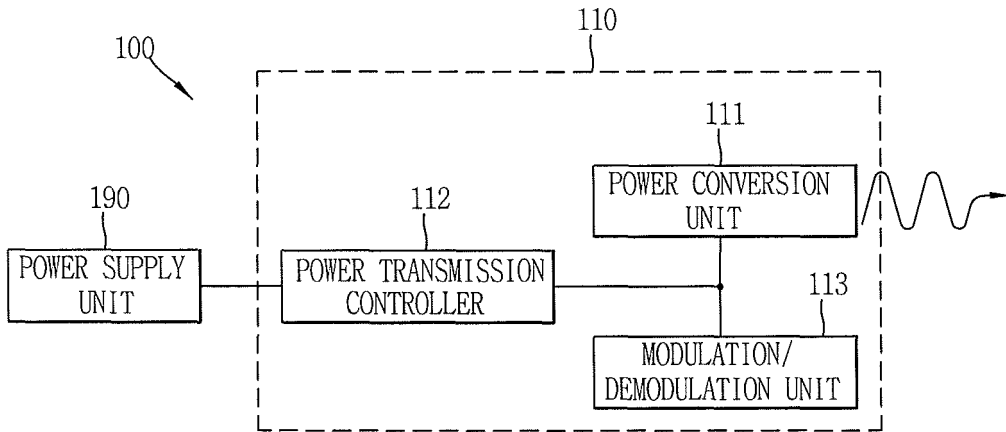 110
100
111
POWER CONVERSION
UNIT
190
112
POWER SUPPLY
UNIT
POWER TRANSMISSION
CONTROLLER
113
MODULATION/
DEMODULATION UNIT